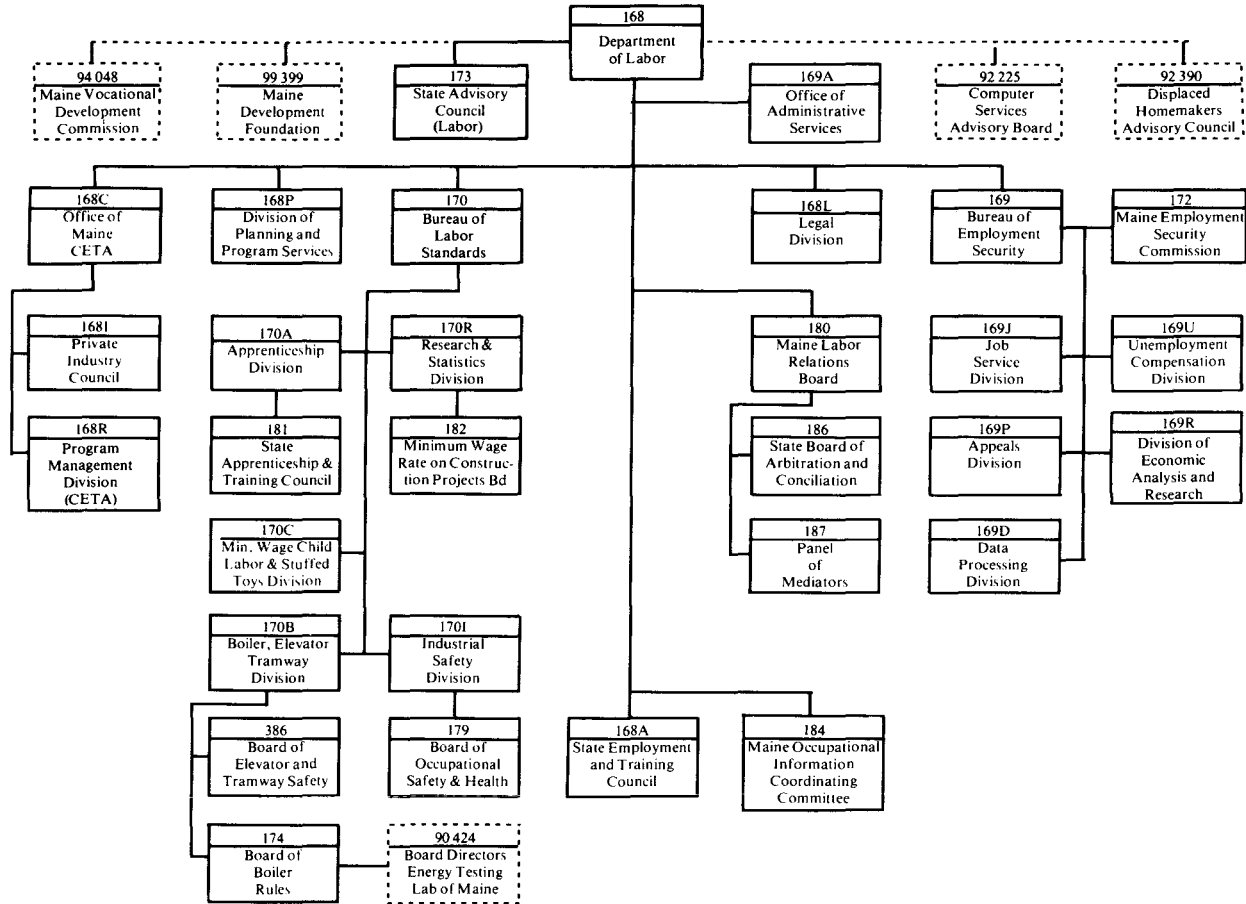 168
Department
of Labor
94 048
Maine Vocational
Development
Commission
99 399
Maine
Development
Foundation
173
State Advisory
Council
(Labor)
169A
Office of
Administrative
Services
92 225
Computer
Services
Advisory Board
92 390
Displaced
Homemakers
Advisory Council
168C
Office of
Maine
CETA
168P
Division of
Planning and
Program Services
170
Bureau of
Labor
Standards
168L
Legal
Division
169
Bureau of
Employment
Security
172
Maine Employment
Security
Commission
168I
Private
Industry
Council
170A
Apprenticeship
Division
170R
Research &
Statistics
Division
180
Maine Labor
Relations
Board
169J
Job
Service
Division
169U
Unemployment
Compensation
Division
168R
Program
Management
Division
(CETA)
181
State
Apprenticeship &
Training Council
182
Minimum Wage
Rate on Construc-
tion Projects Bd
186
State Board of
Arbitration and
Conciliation
169P
Appeals
Division
169R
Division of
Economic
Analysis and
Research
170C
Min. Wage Child
Labor & Stuffed
Toys Division
187
Panel
of
Mediators
169D
Data
Processing
Division
170B
Boiler, Elevator
Tramway
Division
170I
Industrial
Safety
Division
386
Board of
Elevator and
Tramway Safety
179
Board of
Occupational
Safety & Health
168A
State Employment
and Training
Council
184
Maine Occupational
Information
Coordinating
Committee
174
Board of
Boiler
Rules
90 424
Board Directors
Energy Testing
Lab of Maine